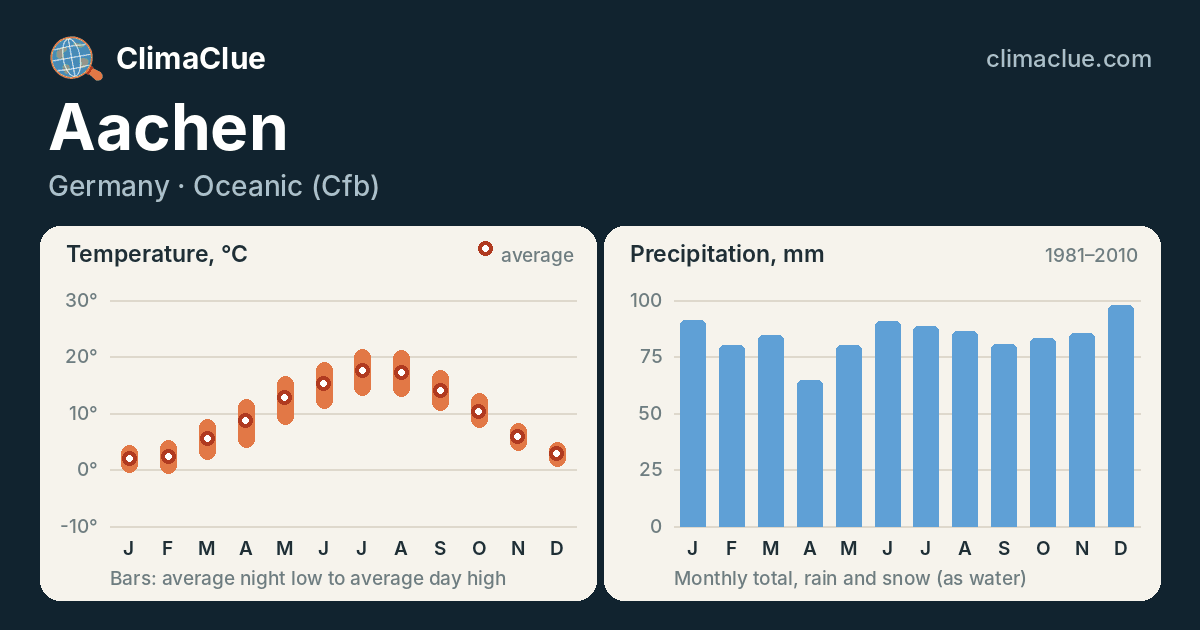 ClimaClue
climaclue.com
Aachen
Germany · Oceanic (Cfb)
Temperature, °C
average
30°
20°
10°
0°
-10°
J F M A M J J A S O N D
Bars: average night low to average day high
Precipitation, mm
1981–2010
100
75
50
25
0
J F M A M J J A S O N D
Monthly total, rain and snow (as water)